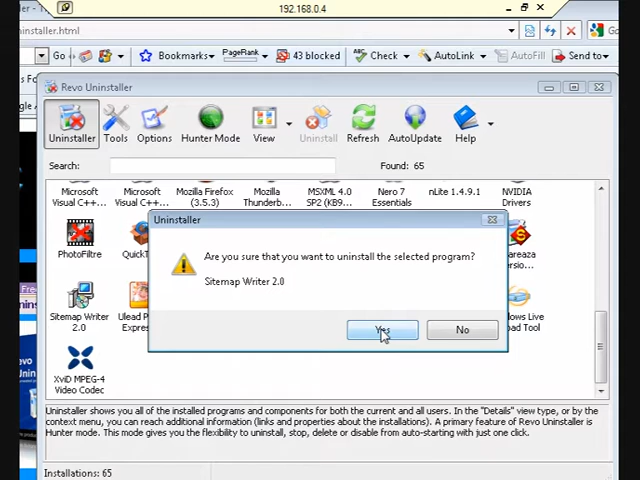 192.168.0.4
ninstaller.html
Go
Bookmarks
PageRank
43 blocked
Check
AutoLink
AutoFill
Send to
Revo Uninstaller
Uninstaller Tools Options Hunter Mode View Uninstall Refresh AutoUpdate Help
Search: Found: 65
Microsoft Microsoft Mozilla Firefox Mozilla MSXML 4.0 Nero 7 nLite 1.4.9.1 NVIDIA
Visual C++... Visual C++... (3.5.3) Thunderb... SP2 (KB9... Essentials Drivers
Uninstaller
Are you sure that you want to uninstall the selected program?
Sitemap Writer 2.0
Yes No
PhotoFiltre
Sitemap Writer
2.0
Ulead P
Expres
XviD MPEG-4
Video Codec
Uninstaller shows you all of the installed programs and components for both the current and all users. In the "Details" view type, or by the
context menu, you can reach additional information (links and properties about the installations). A primary feature of Revo Uninstaller is
Hunter mode. This mode gives you the flexibility to uninstall, stop, delete or disable from auto-starting with just one click.
Installations: 65